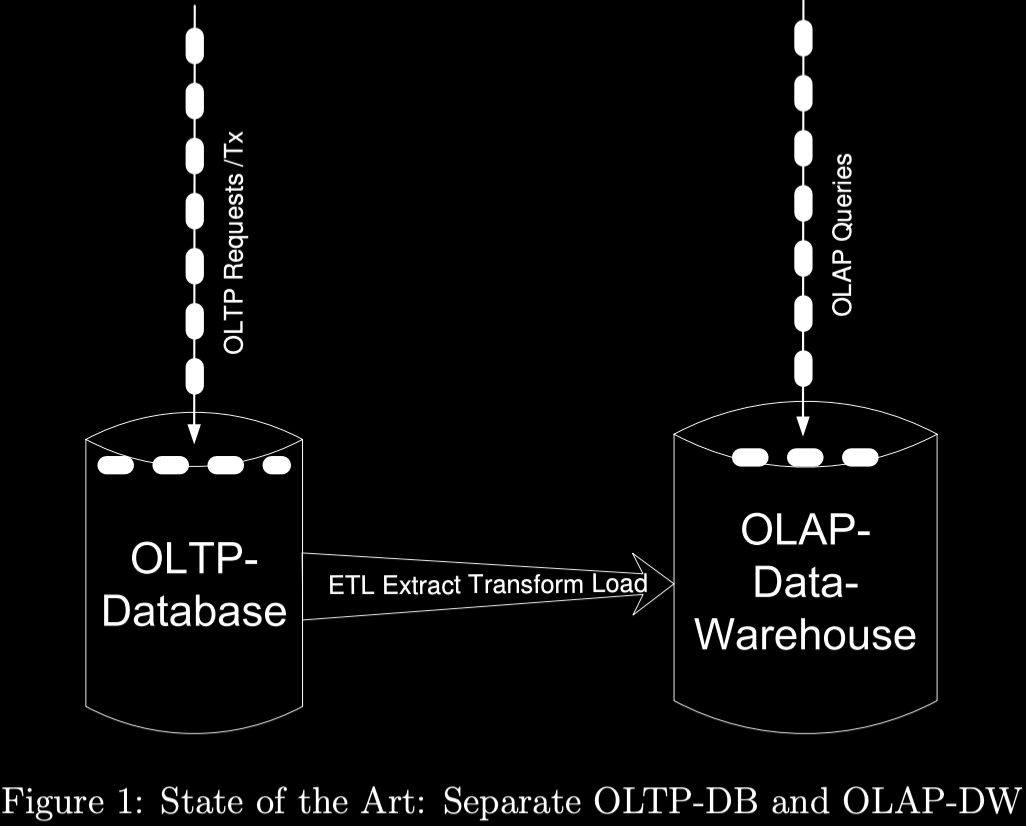 OLTP Requests /Tx
OLAP Queries
OLTP-
Database
ETL Extract Transform Load
OLAP-
Data-
Warehouse
Figure 1: State of the Art: Separate OLTP-DB and OLAP-DW